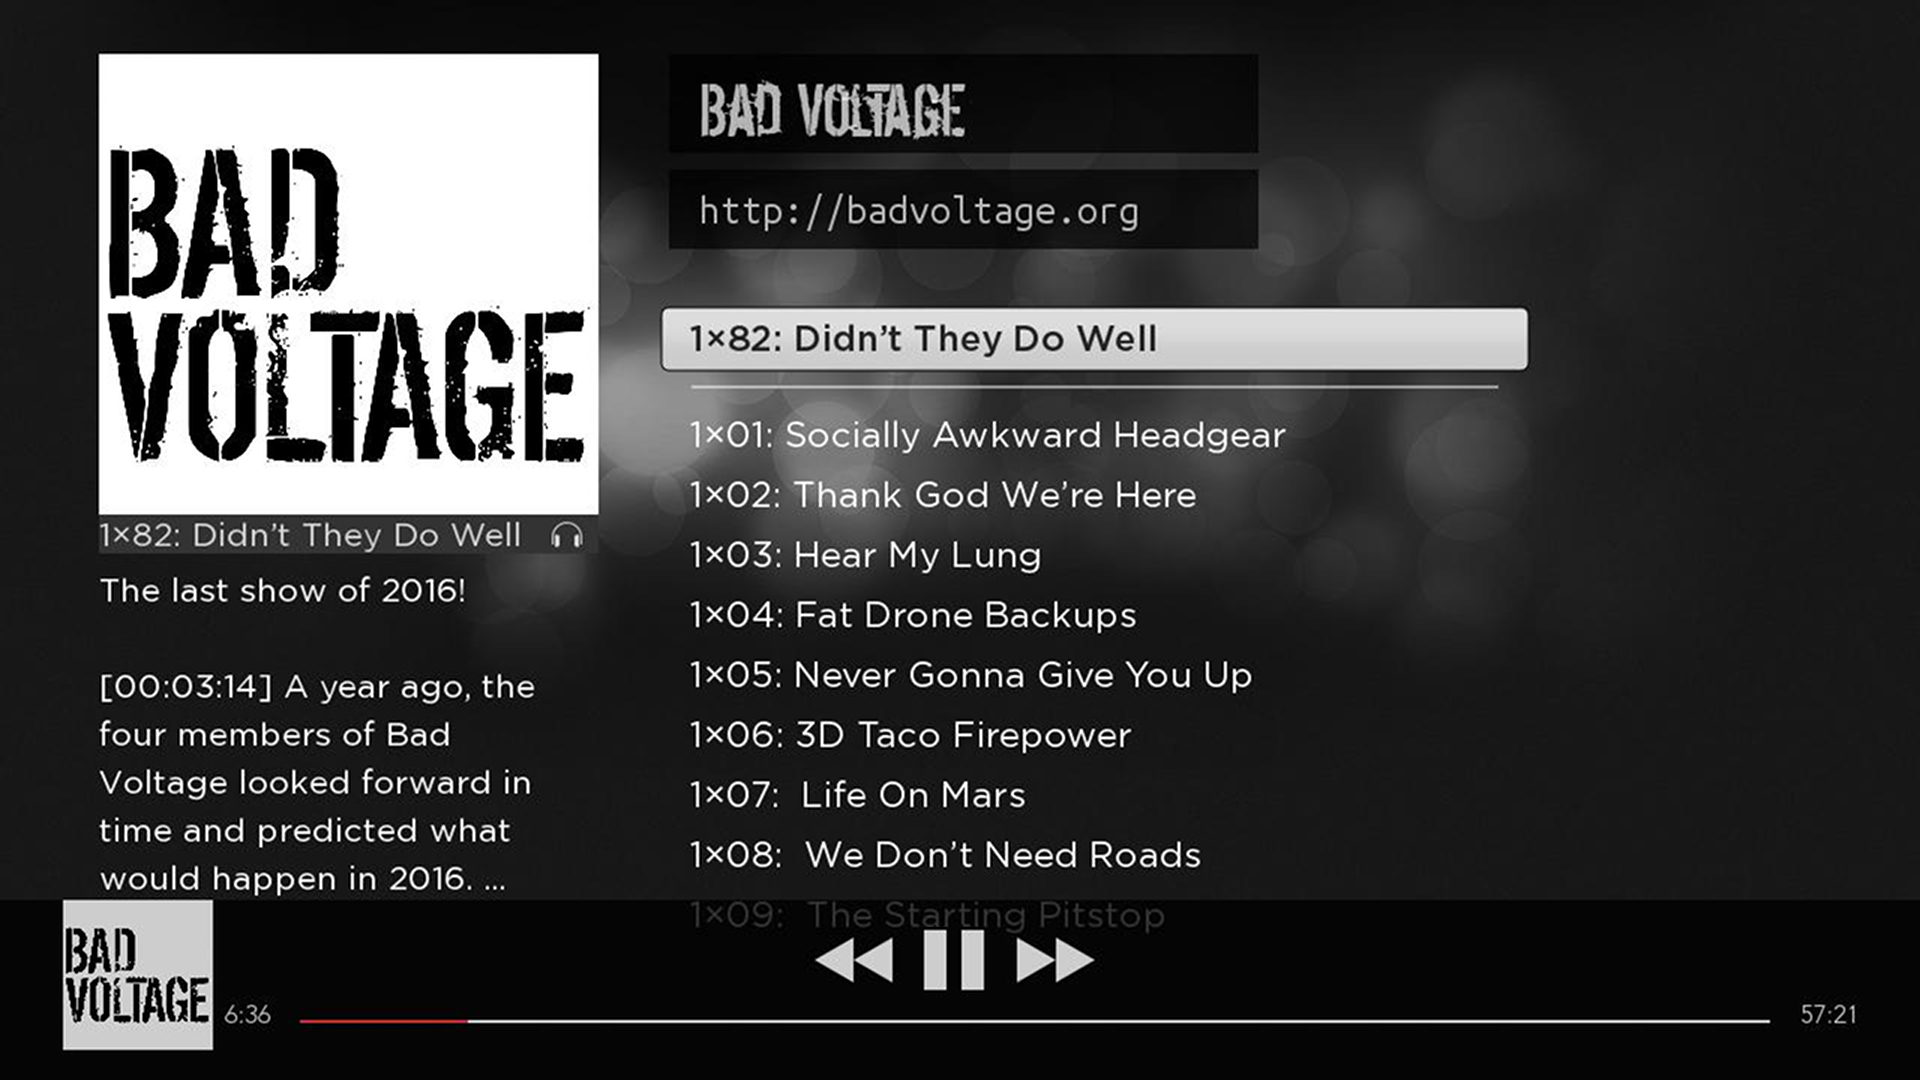 BAD
VOLTAGE
1×82: Didn't They Do Well
The last show of 2016!
[00:03:14] A year ago, the
four members of Bad
Voltage looked forward in
time and predicted what
would happen in 2016. ...
BAD VOLTAGE
http://badvoltage.org
1×82: Didn't They Do Well
1×01: Socially Awkward Headgear
1×02: Thank God We're Here
1×03: Hear My Lung
1×04: Fat Drone Backups
1×05: Never Gonna Give You Up
1×06: 3D Taco Firepower
1×07: Life On Mars
1×08: We Don't Need Roads
1×09: The Starting Pitstop
BAD
VOLTAGE
6:36
57:21